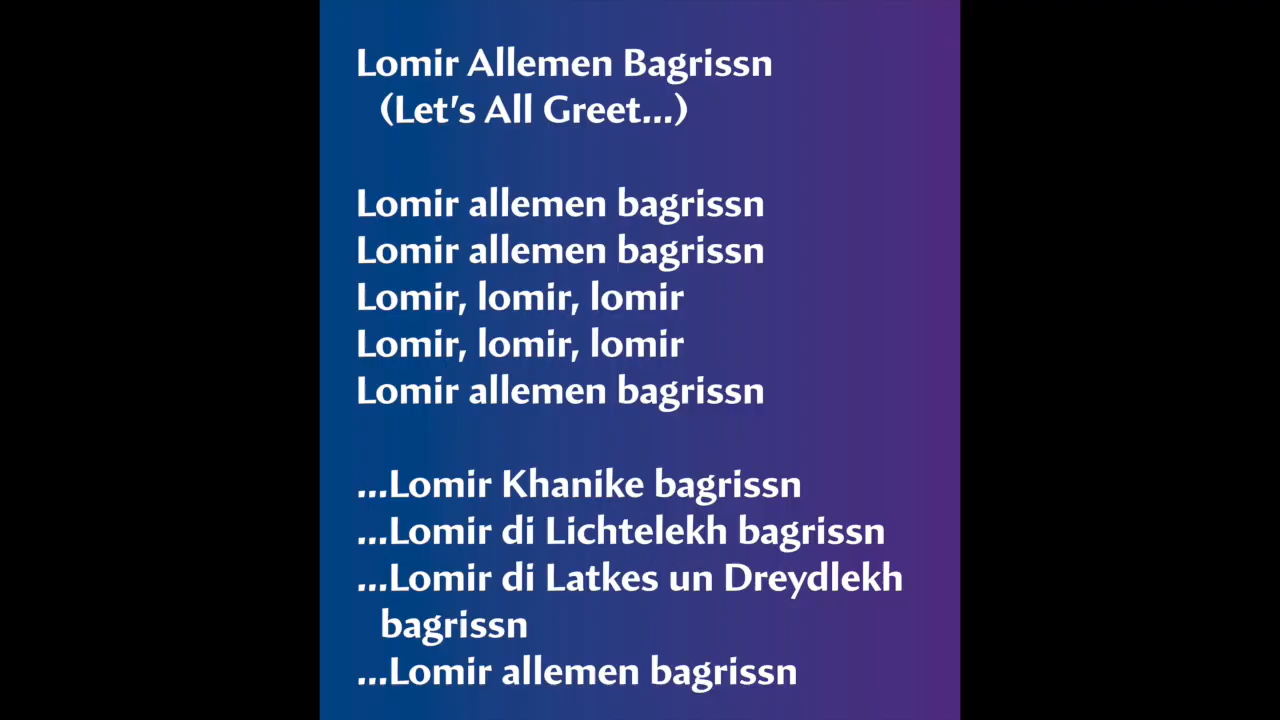 Lomir Allemen Bagrissn
(Let's All Greet...)
Lomir allemen bagrissn
Lomir allemen bagrissn
Lomir, lomir, lomir
Lomir, lomir, lomir
Lomir allemen bagrissn
...Lomir Khanike bagrissn
...Lomir di Lichtelekh bagrissn
...Lomir di Latkes un Dreydlekh
bagrissn
...Lomir allemen bagrissn